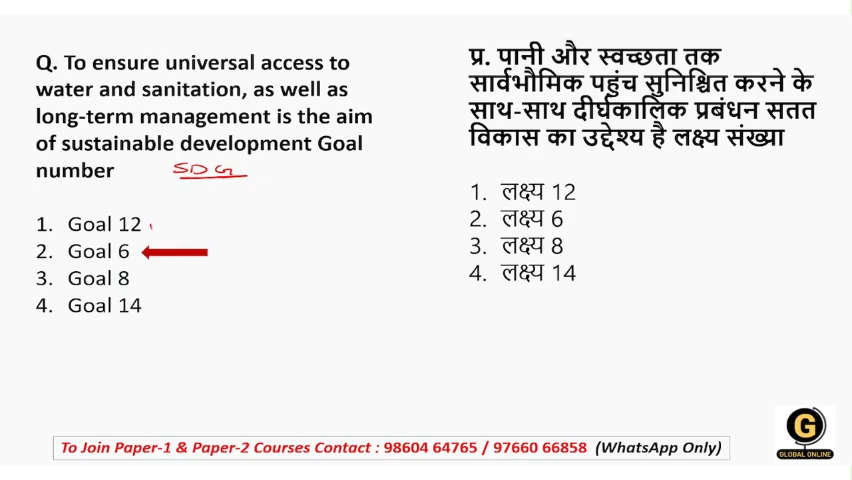 Q. To ensure universal access to
water and sanitation, as well as
long-term management is the aim
of sustainable development Goal
number
SDG
1. Goal 12
2. Goal 6
3. Goal 8
4. Goal 14
प्र. पानी और स्वच्छता तक
सार्वभौमिक पहुंच सुनिश्चित करने के
साथ-साथ दीर्घकालिक प्रबंधन सतत
विकास का उद्देश्य है लक्ष्य संख्या
1. लक्ष्य 12
2. लक्ष्य 6
3. लक्ष्य 8
4. लक्ष्य 14
G
GLOBAL ONLINE
To Join Paper-1 & Paper-2 Courses Contact : 98604 64765 / 97660 66858 (WhatsApp Only)